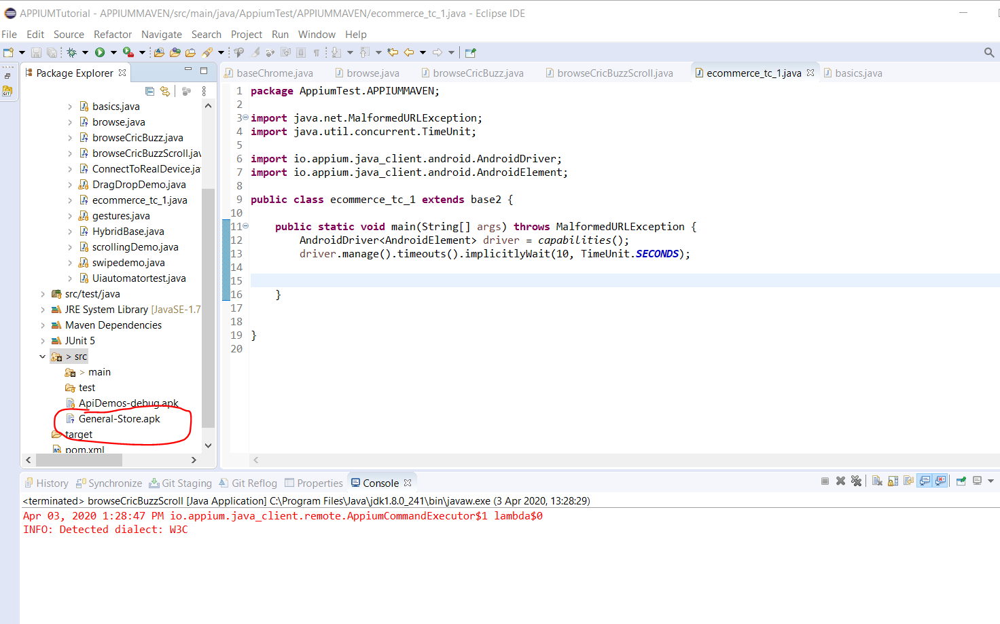 APPIUMTutorial - APPIUMMAVEN/src/main/java/AppiumTest/APPIUMMAVEN/ecommerce_tc_1.java - Eclipse IDE
File Edit Source Refactor Navigate Search Project Run Window Help
Package Explorer
basics.java
browse.java
browseCricBuzz.java
browseCricBuzzScroll.jav
ConnectToRealDevice.ja
DragDropDemo.java
ecommerce_tc_1.java
gestures.java
HybridBase.java
scrollingDemo.java
swipedemo.java
Uiautomatortest.java
src/test/java
JRE System Library [JavaSE-1.7
Maven Dependencies
JUnit 5
> src
> main
test
ApiDemos-debug.apk
General-Store.apk
target
pom.xml
baseChrome.java browse.java browseCricBuzz.java browseCricBuzzScroll.java ecommerce_tc_1.java basics.java
1 package AppiumTest.APPIUMMAVEN;
2
3 import java.net.MalformedURLException;
4 import java.util.concurrent.TimeUnit;
5
6 import io.appium.java_client.android.AndroidDriver;
7 import io.appium.java_client.android.AndroidElement;
8
9 public class ecommerce_tc_1 extends base2 {
10
11 public static void main(String[] args) throws MalformedURLException {
12 AndroidDriver<AndroidElement> driver = capabilities();
13 driver.manage().timeouts().implicitlyWait(10, TimeUnit.SECONDS);
14
15
16 }
17
18
19 }
20
History Synchronize Git Staging Git Reflog Properties Console
<terminated> browseCricBuzzScroll [Java Application] C:\Program Files\Java\jdk1.8.0_241\bin\javaw.exe (3 Apr 2020, 13:28:29)
Apr 03, 2020 1:28:47 PM io.appium.java_client.remote.AppiumCommandExecutor$1 lambda$0
INFO: Detected dialect: W3C